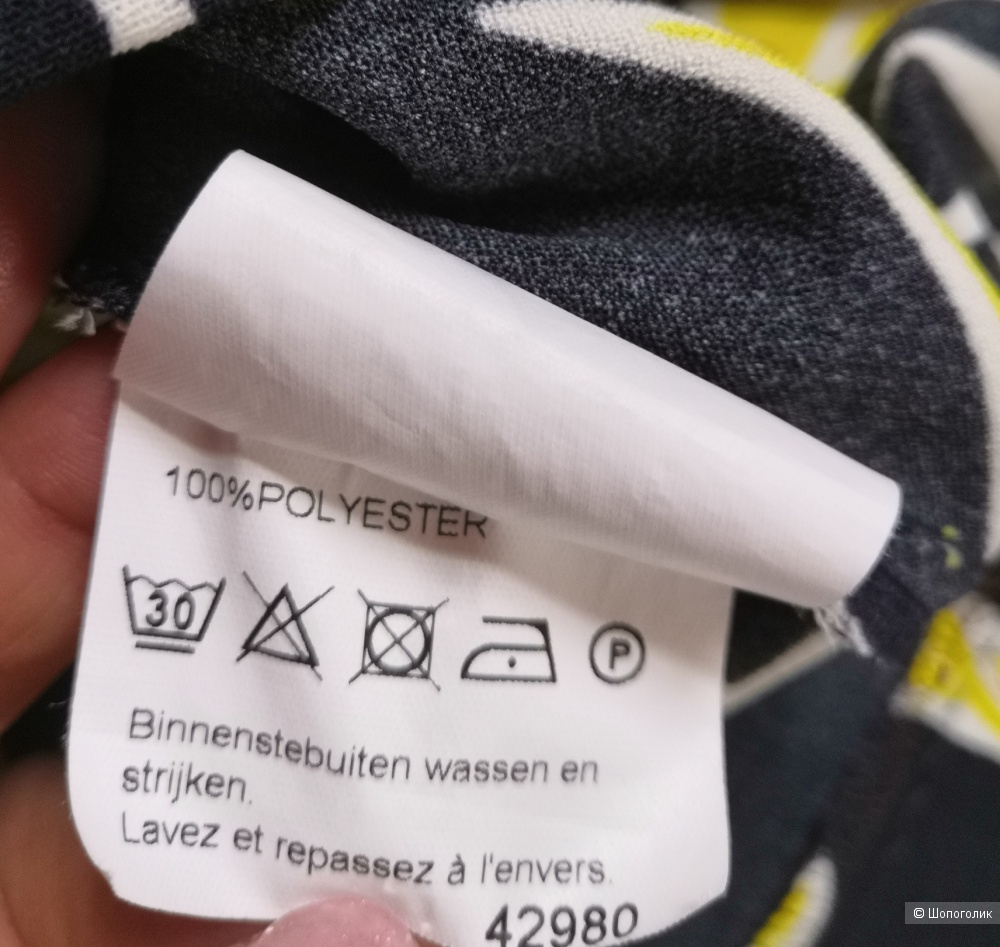 100%POLYESTER
30
P
Binnenstebuiten wassen en
strijken.
Lavez et repassez à l'envers.
42980
© Шопоголик